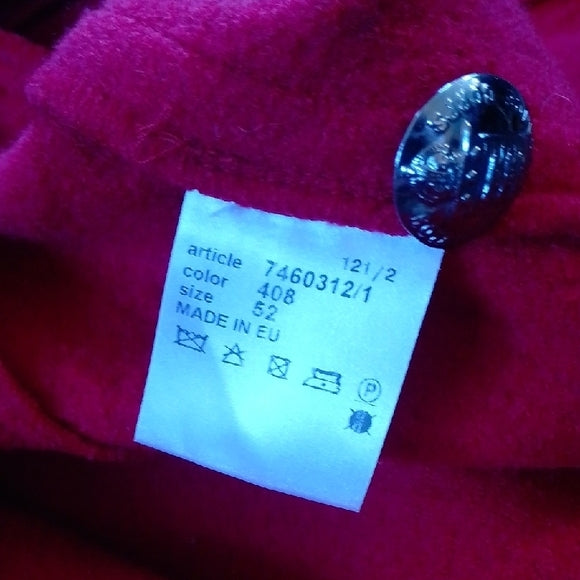 121/2
article 7460312/1
color 408
size 52
MADE IN EU
P